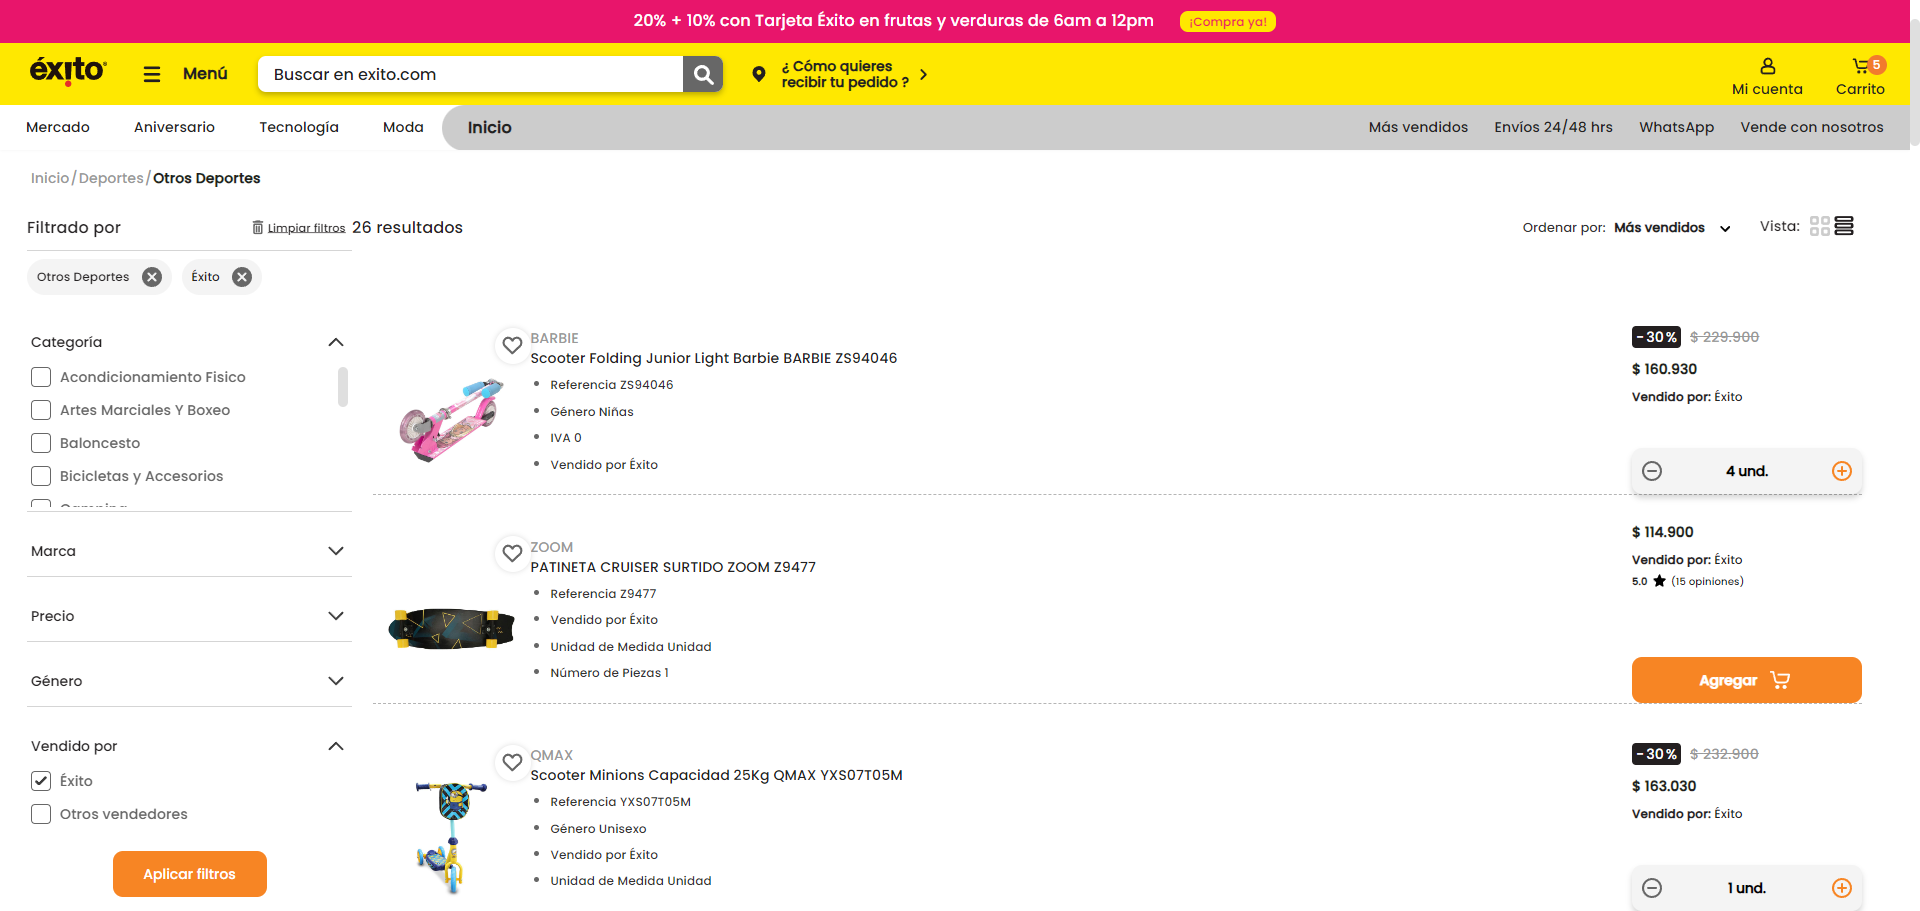 20% + 10% con Tarjeta Éxito en frutas y verduras de 6am a 12pm ¡Compra ya!
éxito
Menú
Buscar en exito.com
¿ Cómo quieres
recibir tu pedido ?
Mi cuenta
5
Carrito
Mercado Aniversario Tecnología Moda Inicio Más vendidos Envíos 24/48 hrs WhatsApp Vende con nosotros
Inicio/Deportes/Otros Deportes
Filtrado por Limpiar filtros 26 resultados Ordenar por: Más vendidos Vista:
Otros Deportes Éxito
Categoría
Acondicionamiento Fisico
Artes Marciales Y Boxeo
Baloncesto
Bicicletas y Accesorios
Marca
Precio
Género
Vendido por
Éxito
Otros vendedores
Aplicar filtros
BARBIE
Scooter Folding Junior Light Barbie BARBIE ZS94046
Referencia ZS94046
Género Niñas
IVA 0
Vendido por Éxito
-30% $ 229.900
$ 160.930
Vendido por: Éxito
4 und.
ZOOM
PATINETA CRUISER SURTIDO ZOOM Z9477
Referencia Z9477
Vendido por Éxito
Unidad de Medida Unidad
Número de Piezas 1
$ 114.900
Vendido por: Éxito
5.0 (15 opiniones)
Agregar
QMAX
Scooter Minions Capacidad 25Kg QMAX YXS07T05M
Referencia YXS07T05M
Género Unisexo
Vendido por Éxito
Unidad de Medida Unidad
-30% $ 232.900
$ 163.030
Vendido por: Éxito
1 und.